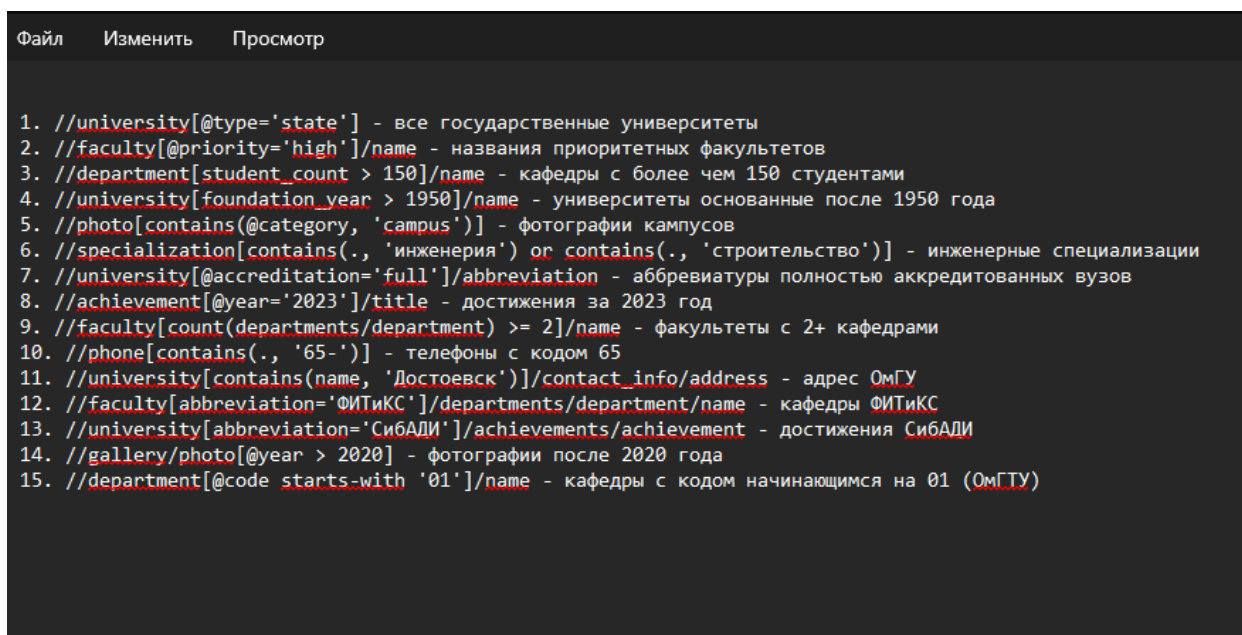 Файл Изменить Просмотр
1. //university[@type='state'] - все государственные университеты
2. //faculty[@priority='high']/name - названия приоритетных факультетов
3. //department[student_count > 150]/name - кафедры с более чем 150 студентами
4. //university[foundation_year > 1950]/name - университеты основанные после 1950 года
5. //photo[contains(@category, 'campus')] - фотографии кампусов
6. //specialization[contains(., 'инженерия') or contains(., 'строительство')] - инженерные специализации
7. //university[@accreditation='full']/abbreviation - аббревиатуры полностью аккредитованных вузов
8. //achievement[@year='2023']/title - достижения за 2023 год
9. //faculty[count(departments/department) >= 2]/name - факультеты с 2+ кафедрами
10. //phone[contains(., '65-')] - телефоны с кодом 65
11. //university[contains(name, 'Достоевск')]/contact_info/address - адрес ОмГУ
12. //faculty[abbreviation='ФИТиКС']/departments/department/name - кафедры ФИТиКС
13. //university[abbreviation='СибАДИ']/achievements/achievement - достижения СибАДИ
14. //gallery/photo[@year > 2020] - фотографии после 2020 года
15. //department[@code starts-with '01']/name - кафедры с кодом начинающимся на 01 (ОмГТУ)